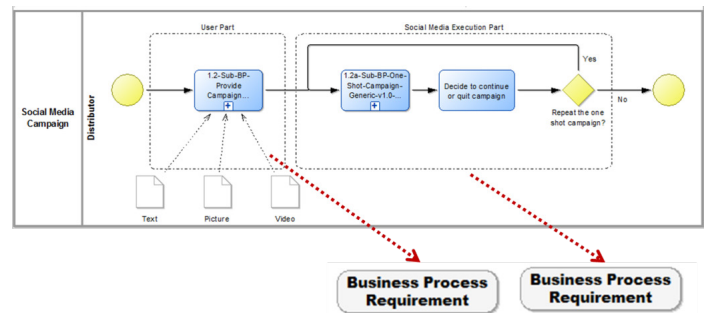 User Part
Social Media Execution Part
Yes
1.2-Sub-BP-
Provide
Campaign...
1.2a-Sub-BP-One-
Shot-Campaign-
Generic-v1.0-...
Decide to continue
or quit campaign
No
Repeat the one
shot campaign?
Social Media
Campaign
Distributor
Text
Picture
Video
Business Process
Requirement
Business Process
Requirement